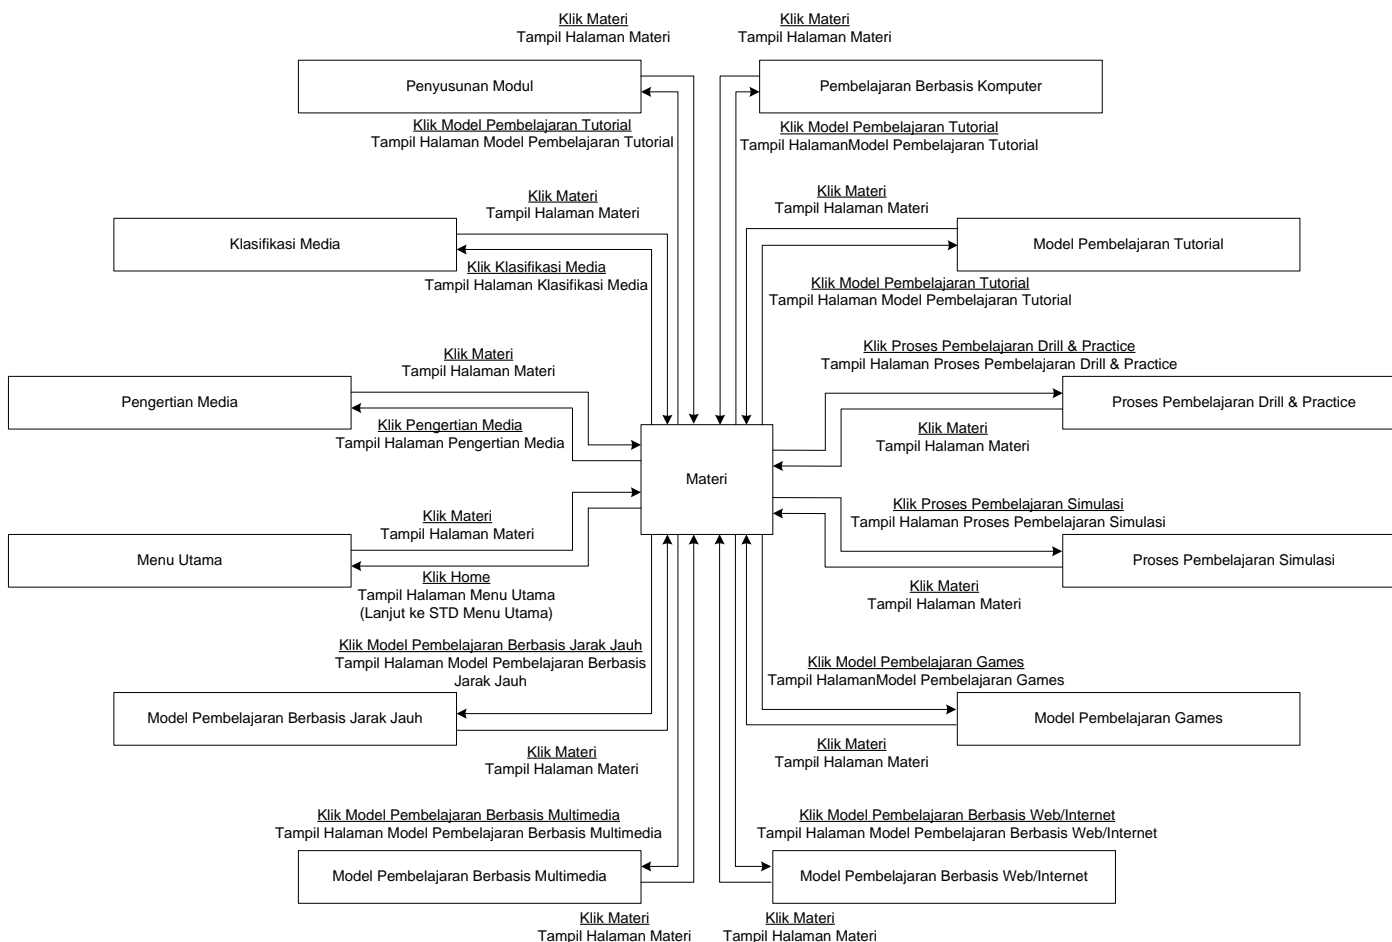 Klik Materi
Tampil Halaman Materi
Klik Materi
Tampil Halaman Materi
Penyusunan Modul
Pembelajaran Berbasis Komputer
Klik Model Pembelajaran Tutorial
Tampil Halaman Model Pembelajaran Tutorial
Klik Model Pembelajaran Tutorial
Tampil HalamanModel Pembelajaran Tutorial
Klik Materi
Tampil Halaman Materi
Klik Materi
Tampil Halaman Materi
Klasifikasi Media
Model Pembelajaran Tutorial
Klik Klasifikasi Media
Tampil Halaman Klasifikasi Media
Klik Model Pembelajaran Tutorial
Tampil Halaman Model Pembelajaran Tutorial
Klik Materi
Tampil Halaman Materi
Klik Proses Pembelajaran Drill & Practice
Tampil Halaman Proses Pembelajaran Drill & Practice
Pengertian Media
Proses Pembelajaran Drill & Practice
Klik Pengertian Media
Tampil Halaman Pengertian Media
Klik Materi
Tampil Halaman Materi
Materi
Klik Materi
Tampil Halaman Materi
Klik Proses Pembelajaran Simulasi
Tampil Halaman Proses Pembelajaran Simulasi
Menu Utama
Proses Pembelajaran Simulasi
Klik Home
Tampil Halaman Menu Utama
(Lanjut ke STD Menu Utama)
Klik Materi
Tampil Halaman Materi
Klik Model Pembelajaran Berbasis Jarak Jauh
Tampil Halaman Model Pembelajaran Berbasis
Jarak Jauh
Klik Model Pembelajaran Games
Tampil HalamanModel Pembelajaran Games
Model Pembelajaran Berbasis Jarak Jauh
Model Pembelajaran Games
Klik Materi
Tampil Halaman Materi
Klik Materi
Tampil Halaman Materi
Klik Model Pembelajaran Berbasis Multimedia
Tampil Halaman Model Pembelajaran Berbasis Multimedia
Klik Model Pembelajaran Berbasis Web/Internet
Tampil Halaman Model Pembelajaran Berbasis Web/Internet
Model Pembelajaran Berbasis Multimedia
Model Pembelajaran Berbasis Web/Internet
Klik Materi
Tampil Halaman Materi
Klik Materi
Tampil Halaman Materi